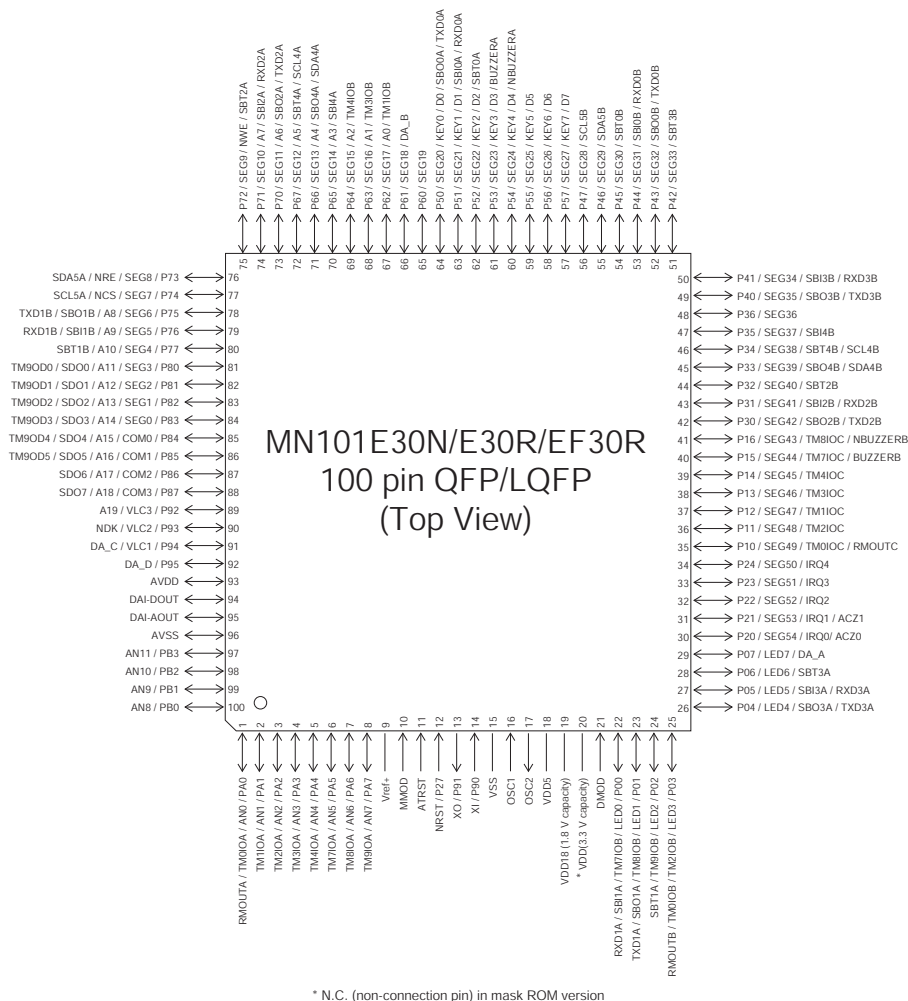 P72 / SEG9 / NWE / SBT2A
P71 / SEG10 / A7 / SBI2A / RXD2A
P70 / SEG11 / A6 / SBO2A / TXD2A
P67 / SEG12 / A5 / SBT4A / SCL4A
P66 / SEG13 / A4 / SBO4A / SDA4A
P65 / SEG14 / A3 / SBI4A
P64 / SEG15 / A2 / TM4IOB
P63 / SEG16 / A1 / TM3IOB
P62 / SEG17 / A0 / TM1IOB
P61 / SEG18 / DA_B
P60 / SEG19
P50 / SEG20 / KEY0 / D0 / SBO0A / TXD0A
P51 / SEG21 / KEY1 / D1 / SBI0A / RXD0A
P52 / SEG22 / KEY2 / D2 / SBT0A
P53 / SEG23 / KEY3 / D3 / BUZZERA
P54 / SEG24 / KEY4 / D4 / NBUZZERA
P55 / SEG25 / KEY5 / D5
P56 / SEG26 / KEY6 / D6
P57 / SEG27 / KEY7 / D7
P47 / SEG28 / SCL5B
P46 / SEG29 / SDA5B
P45 / SEG30 / SBT0B
P44 / SEG31 / SBI0B / RXD0B
P43 / SEG32 / SBO0B / TXD0B
P42 / SEG33 / SBT3B
75 74 73 72 71 70 69 68 67 66 65 64 63 62 61 60 59 58 57 56 55 54 53 52 51
SDA5A / NRE / SEG8 / P73 76
SCL5A / NCS / SEG7 / P74 77
TXD1B / SBO1B / A8 / SEG6 / P75 78
RXD1B / SBI1B / A9 / SEG5 / P76 79
SBT1B / A10 / SEG4 / P77 80
TM9OD0 / SDO0 / A11 / SEG3 / P80 81
TM9OD1 / SDO1 / A12 / SEG2 / P81 82
TM9OD2 / SDO2 / A13 / SEG1 / P82 83
TM9OD3 / SDO3 / A14 / SEG0 / P83 84
TM9OD4 / SDO4 / A15 / COM0 / P84 85
TM9OD5 / SDO5 / A16 / COM1 / P85 86
SDO6 / A17 / COM2 / P86 87
SDO7 / A18 / COM3 / P87 88
A19 / VLC3 / P92 89
NDK / VLC2 / P93 90
DA_C / VLC1 / P94 91
DA_D / P95 92
AVDD 93
DAI-DOUT 94
DAI-AOUT 95
AVSS 96
AN11 / PB3 97
AN10 / PB2 98
AN9 / PB1 99
AN8 / PB0 100
MN101E30N/E30R/EF30R
100 pin QFP/LQFP
(Top View)
50 P41 / SEG34 / SBI3B / RXD3B
49 P40 / SEG35 / SBO3B / TXD3B
48 P36 / SEG36
47 P35 / SEG37 / SBI4B
46 P34 / SEG38 / SBT4B / SCL4B
45 P33 / SEG39 / SBO4B / SDA4B
44 P32 / SEG40 / SBT2B
43 P31 / SEG41 / SBI2B / RXD2B
42 P30 / SEG42 / SBO2B / TXD2B
41 P16 / SEG43 / TM8IOC / NBUZZERB
40 P15 / SEG44 / TM7IOC / BUZZERB
39 P14 / SEG45 / TM4IOC
38 P13 / SEG46 / TM3IOC
37 P12 / SEG47 / TM1IOC
36 P11 / SEG48 / TM2IOC
35 P10 / SEG49 / TM0IOC / RMOUTC
34 P24 / SEG50 / IRQ4
33 P23 / SEG51 / IRQ3
32 P22 / SEG52 / IRQ2
31 P21 / SEG53 / IRQ1 / ACZ1
30 P20 / SEG54 / IRQ0/ ACZ0
29 P07 / LED7 / DA_A
28 P06 / LED6 / SBT3A
27 P05 / LED5 / SBI3A / RXD3A
26 P04 / LED4 / SBO3A / TXD3A
1 2 3 4 5 6 7 8 9 10 11 12 13 14 15 16 17 18 19 20 21 22 23 24 25
RMOUTA / TM0IOA / AN0 / PA0
TM1IOA / AN1 / PA1
TM2IOA / AN2 / PA2
TM3IOA / AN3 / PA3
TM4IOA / AN4 / PA4
TM7IOA / AN5 / PA5
TM8IOA / AN6 / PA6
TM9IOA / AN7 / PA7
Vref+
MMOD
ATRST
NRST / P27
XO / P91
XI / P90
VSS
OSC1
OSC2
VDD5
VDD18 (1.8 V capacity)
* VDD(3.3 V capacity)
DMOD
RXD1A / SBI1A / TM7IOB / LED0 / P00
TXD1A / SBO1A / TM8IOB / LED1 / P01
SBT1A / TM9IOB / LED2 / P02
RMOUTB / TM0IOB / TM2IOB / LED3 / P03
* N.C. (non-connection pin) in mask ROM version